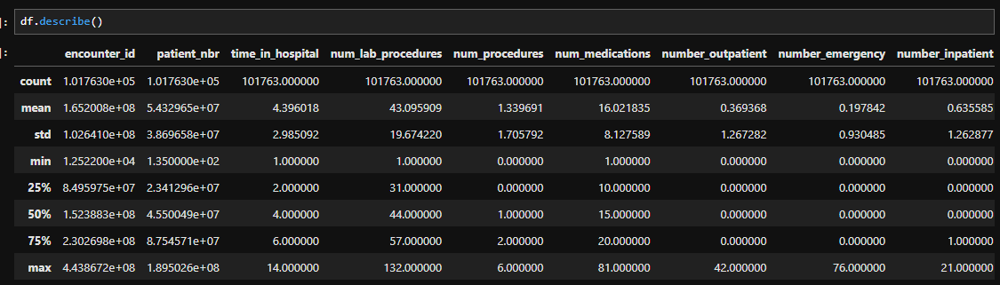 ]: df.describe()
]: encounter_id patient_nbr time_in_hospital num_lab_procedures num_procedures num_medications number_outpatient number_emergency number_inpatient
count 1.017630e+05 1.017630e+05 101763.000000 101763.000000 101763.000000 101763.000000 101763.000000 101763.000000 101763.000000
mean 1.652008e+08 5.432965e+07 4.396018 43.095909 1.339691 16.021835 0.369368 0.197842 0.635585
std 1.026410e+08 3.869658e+07 2.985092 19.674220 1.705792 8.127589 1.267282 0.930485 1.262877
min 1.252200e+04 1.350000e+02 1.000000 1.000000 0.000000 1.000000 0.000000 0.000000 0.000000
25% 8.495975e+07 2.341296e+07 2.000000 31.000000 0.000000 10.000000 0.000000 0.000000 0.000000
50% 1.523883e+08 4.550049e+07 4.000000 44.000000 1.000000 15.000000 0.000000 0.000000 0.000000
75% 2.302698e+08 8.754571e+07 6.000000 57.000000 2.000000 20.000000 0.000000 0.000000 1.000000
max 4.438672e+08 1.895026e+08 14.000000 132.000000 6.000000 81.000000 42.000000 76.000000 21.000000